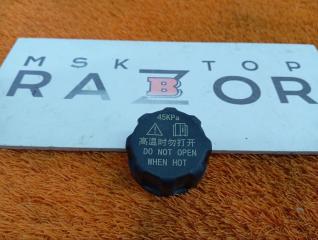 MSK TOP
RAZOR
B
45KPa
高温时勿打开
DO NOT OPEN
WHEN HOT